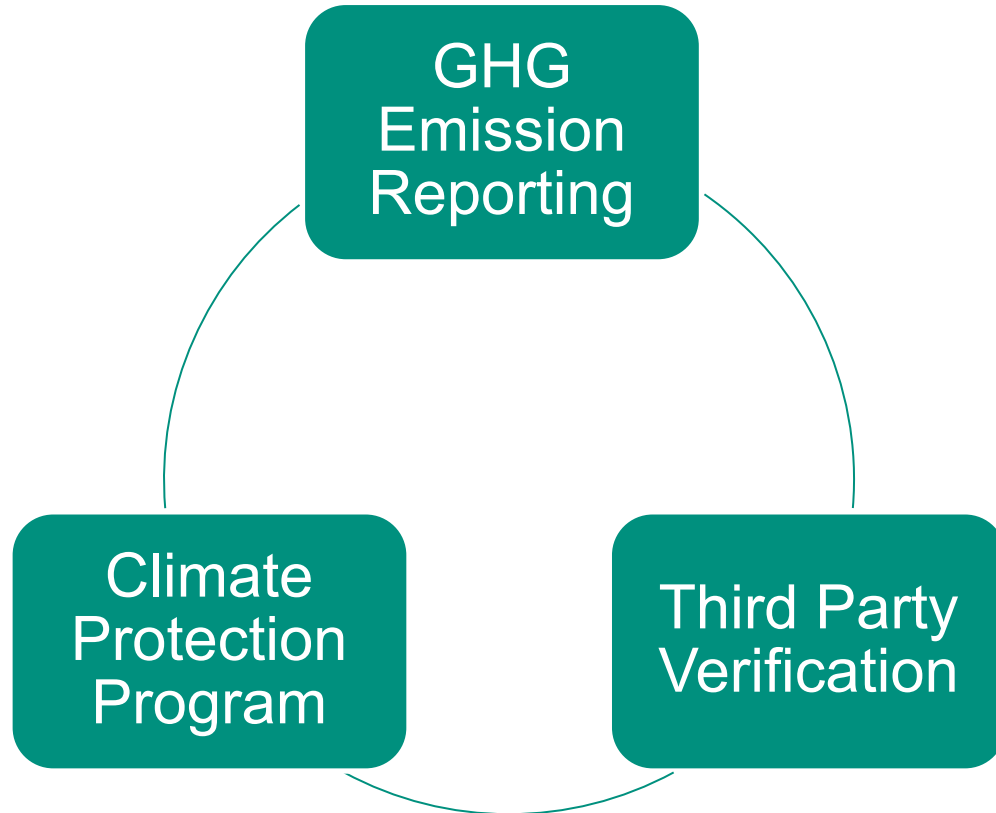 GHG
Emission
Reporting
Climate
Protection
Program
Third Party
Verification